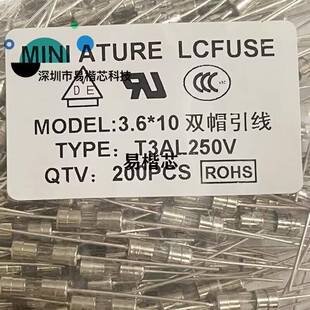 MINI ATURE LCFUSE
深圳市易楷芯科技
D E
MODEL:3.6*10 双帽引线
TYPE: T3AL250V
易楷芯
QTV: 200PCS ROHS